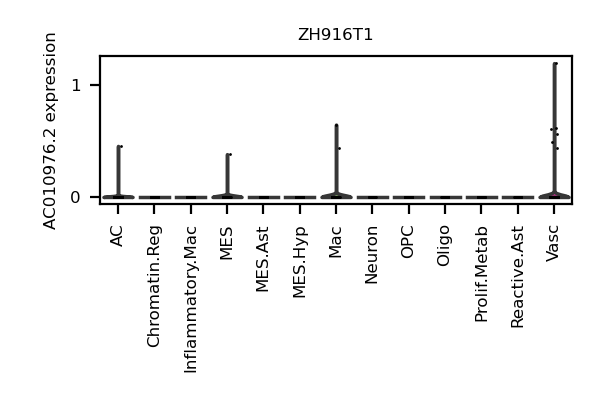 ZH916T1
AC010976.2 expression
1
0
AC
Chromatin.Reg
Inflammatory.Mac
MES
MES.Ast
MES.Hyp
Mac
Neuron
OPC
Oligo
Prolif.Metab
Reactive.Ast
Vasc